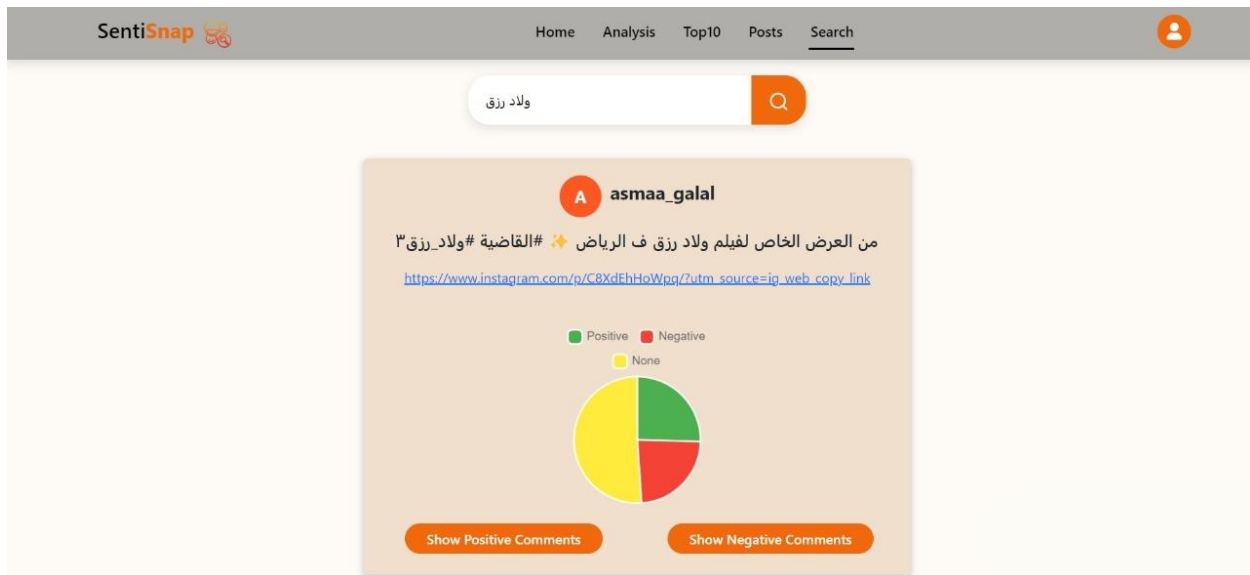 SentiSnap
Home Analysis Top10 Posts Search
ولاد رزق
A asmaa_galal
من العرض الخاص لفيلم ولاد رزق ف الرياض ✨ #القاضية #ولاد_رزق٣
https://www.instagram.com/p/C8XdEhHoWpq/?utm_source=ig_web_copy_link
Positive Negative
None
Show Positive Comments Show Negative Comments